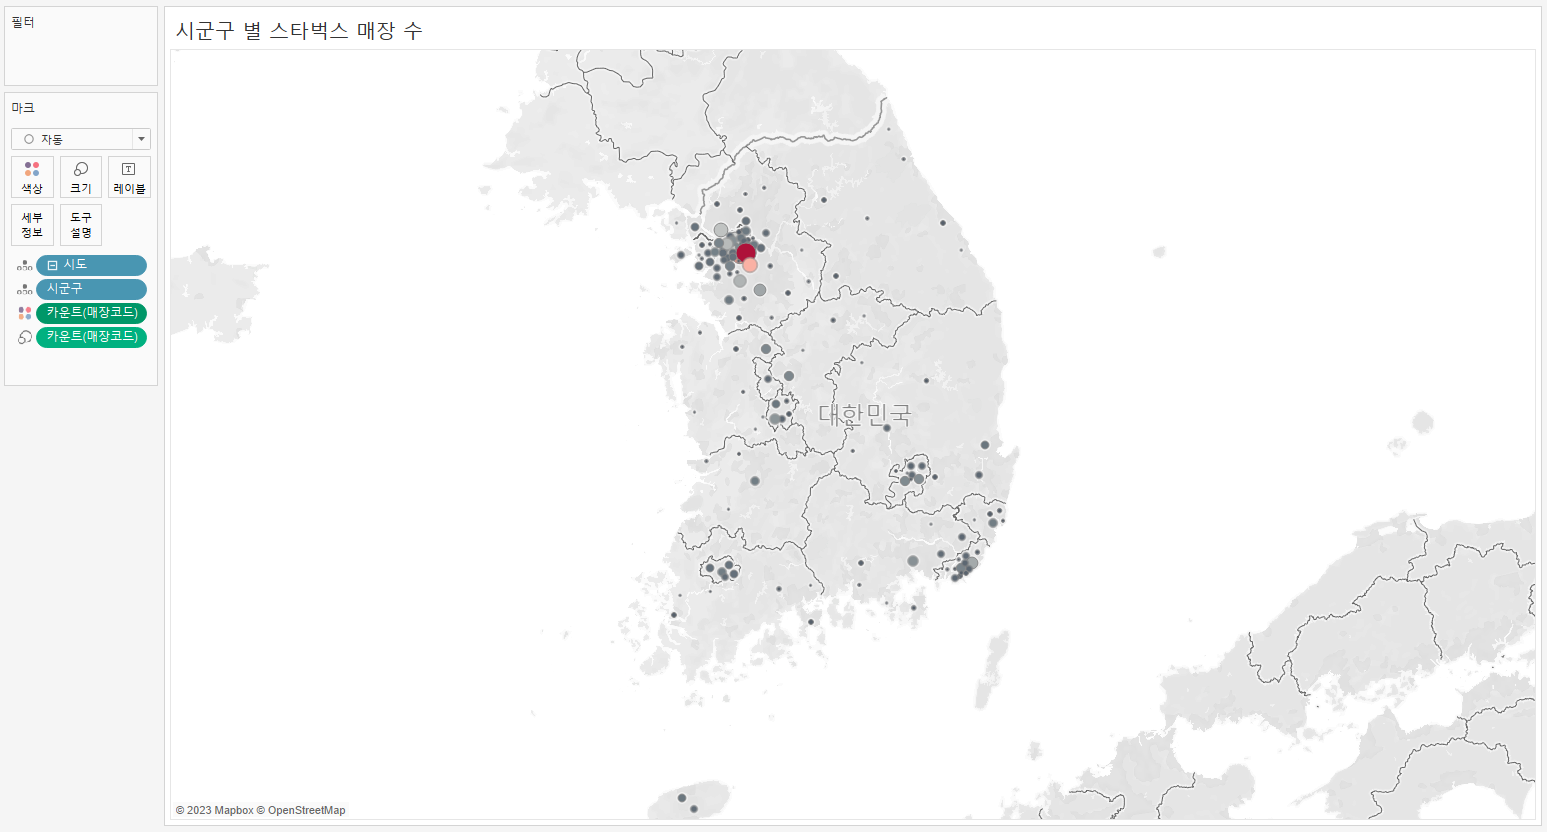 필터
시군구 별 스타벅스 매장 수
마크
자동
색상
크기
레이블
세부
정보
도구
설명
시도
시군구
카운트(매장코드)
카운트(매장코드)
대한민국
© 2023 Mapbox © OpenStreetMap